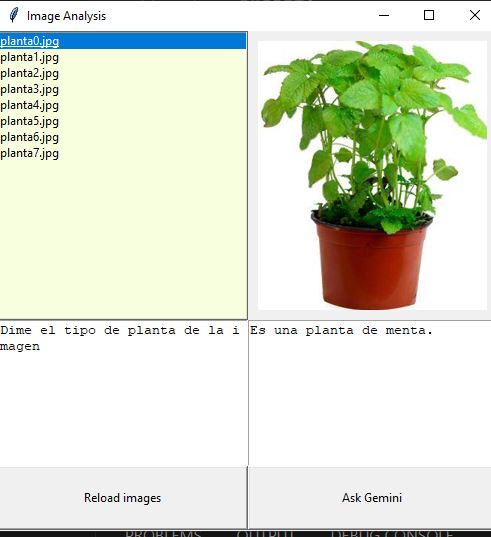 Image Analysis
planta0.jpg
planta1.jpg
planta2.jpg
planta3.jpg
planta4.jpg
planta5.jpg
planta6.jpg
planta7.jpg
Dime el tipo de planta de la i
magen
Es una planta de menta.
Reload images
Ask Gemini
PROBLEMS OUTPUT DEBUG CONSOLE